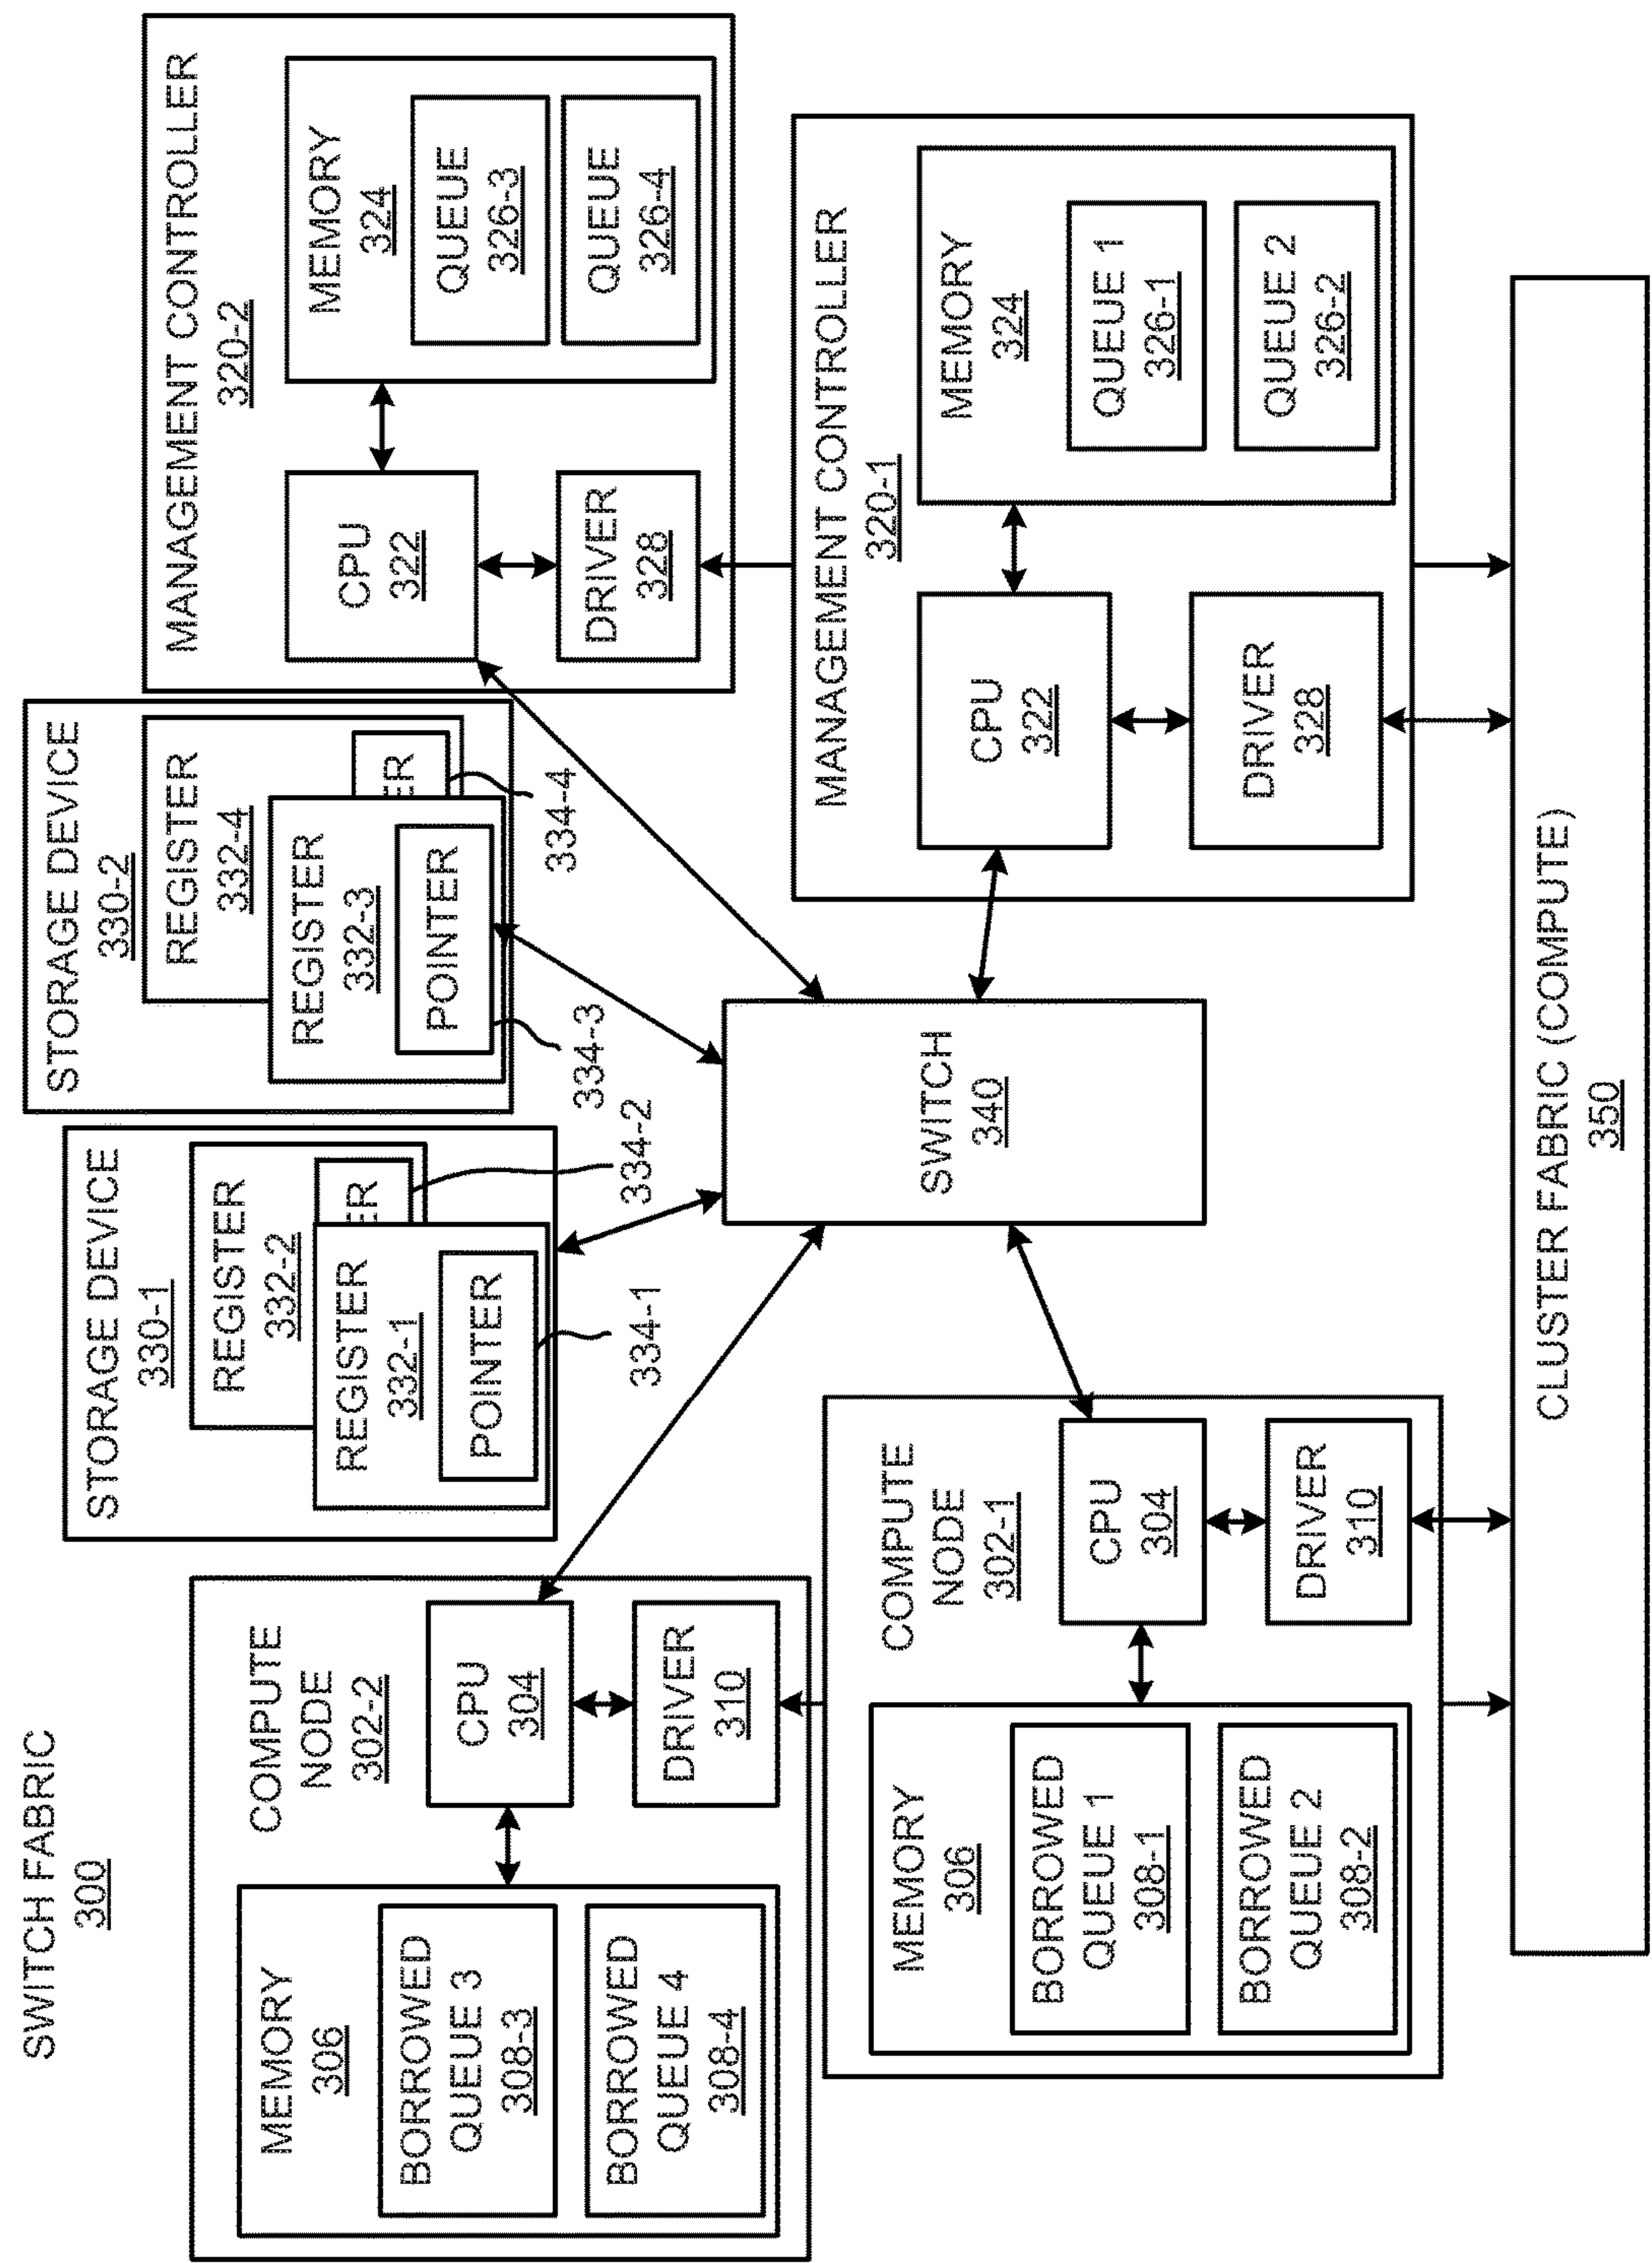 SWITCH FABRIC
300
COMPUTE
NODE
302-2
MEMORY
306
BORROWED
QUEUE 3
308-3
BORROWED
QUEUE 4
308-4
CPU
304
DRIVER
310
STORAGE DEVICE
330-1
REGISTER
332-2
ER
REGISTER
332-1
POINTER
334-2
334-1
STORAGE DEVICE
330-2
REGISTER
332-4
ER
REGISTER
332-3
POINTER
334-4
334-3
MANAGEMENT CONTROLLER
320-2
CPU
322
DRIVER
328
MEMORY
324
QUEUE
326-3
QUEUE
326-4
COMPUTE
NODE
302-1
MEMORY
306
BORROWED
QUEUE 1
308-1
BORROWED
QUEUE 2
308-2
CPU
304
DRIVER
310
SWITCH
340
MANAGEMENT CONTROLLER
320-1
CPU
322
DRIVER
328
MEMORY
324
QUEUE 1
326-1
QUEUE 2
326-2
CLUSTER FABRIC (COMPUTE)
350